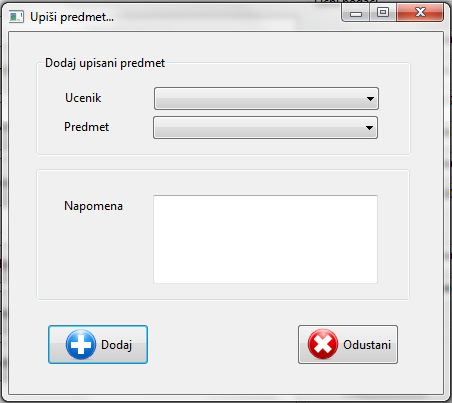 Upiši predmet...
Dodaj upisani predmet
Ucenik
Predmet
Napomena
Dodaj
Odustani